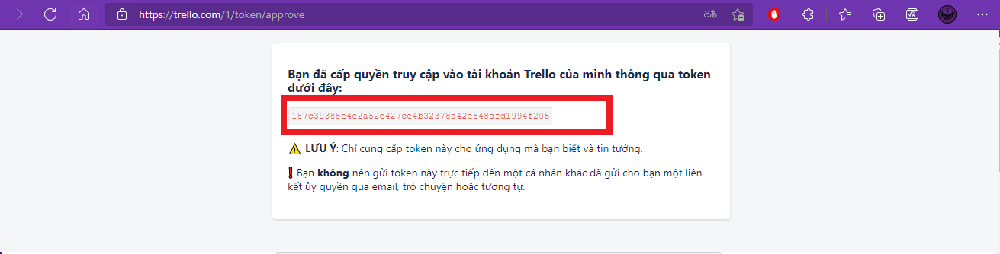 https://trello.com/1/token/approve
Bạn đã cấp quyền truy cập vào tài khoản Trello của mình thông qua token
dưới đây:
187c39388e4e2a52e427ce4b32378a42e548dfd1994f2057
⚠ LƯU Ý: Chỉ cung cấp token này cho ứng dụng mà bạn biết và tin tưởng.
❗ Bạn không nên gửi token này trực tiếp đến một cá nhân khác đã gửi cho bạn một liên
kết ủy quyền qua email, trò chuyện hoặc tương tự.